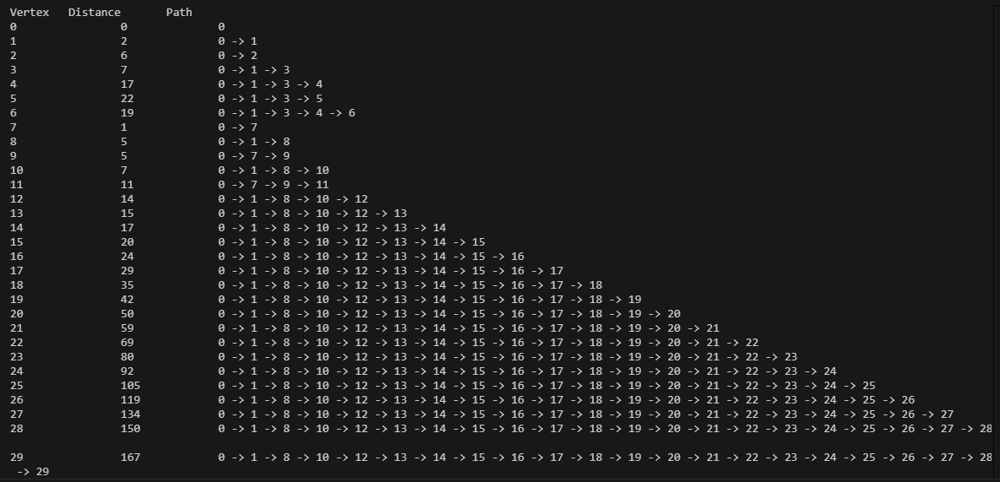 Vertex   Distance       Path
0                0              0
1                2              0 -> 1
2                6              0 -> 2
3                7              0 -> 1 -> 3
4                17             0 -> 1 -> 3 -> 4
5                22             0 -> 1 -> 3 -> 5
6                19             0 -> 1 -> 3 -> 4 -> 6
7                1              0 -> 7
8                5              0 -> 1 -> 8
9                5              0 -> 7 -> 9
10               7              0 -> 1 -> 8 -> 10
11               11             0 -> 7 -> 9 -> 11
12               14             0 -> 1 -> 8 -> 10 -> 12
13               15             0 -> 1 -> 8 -> 10 -> 12 -> 13
14               17             0 -> 1 -> 8 -> 10 -> 12 -> 13 -> 14
15               20             0 -> 1 -> 8 -> 10 -> 12 -> 13 -> 14 -> 15
16               24             0 -> 1 -> 8 -> 10 -> 12 -> 13 -> 14 -> 15 -> 16
17               29             0 -> 1 -> 8 -> 10 -> 12 -> 13 -> 14 -> 15 -> 16 -> 17
18               35             0 -> 1 -> 8 -> 10 -> 12 -> 13 -> 14 -> 15 -> 16 -> 17 -> 18
19               42             0 -> 1 -> 8 -> 10 -> 12 -> 13 -> 14 -> 15 -> 16 -> 17 -> 18 -> 19
20               50             0 -> 1 -> 8 -> 10 -> 12 -> 13 -> 14 -> 15 -> 16 -> 17 -> 18 -> 19 -> 20
21               59             0 -> 1 -> 8 -> 10 -> 12 -> 13 -> 14 -> 15 -> 16 -> 17 -> 18 -> 19 -> 20 -> 21
22               69             0 -> 1 -> 8 -> 10 -> 12 -> 13 -> 14 -> 15 -> 16 -> 17 -> 18 -> 19 -> 20 -> 21 -> 22
23               80             0 -> 1 -> 8 -> 10 -> 12 -> 13 -> 14 -> 15 -> 16 -> 17 -> 18 -> 19 -> 20 -> 21 -> 22 -> 23
24               92             0 -> 1 -> 8 -> 10 -> 12 -> 13 -> 14 -> 15 -> 16 -> 17 -> 18 -> 19 -> 20 -> 21 -> 22 -> 23 -> 24
25               105            0 -> 1 -> 8 -> 10 -> 12 -> 13 -> 14 -> 15 -> 16 -> 17 -> 18 -> 19 -> 20 -> 21 -> 22 -> 23 -> 24 -> 25
26               119            0 -> 1 -> 8 -> 10 -> 12 -> 13 -> 14 -> 15 -> 16 -> 17 -> 18 -> 19 -> 20 -> 21 -> 22 -> 23 -> 24 -> 25 -> 26
27               134            0 -> 1 -> 8 -> 10 -> 12 -> 13 -> 14 -> 15 -> 16 -> 17 -> 18 -> 19 -> 20 -> 21 -> 22 -> 23 -> 24 -> 25 -> 26 -> 27
28               150            0 -> 1 -> 8 -> 10 -> 12 -> 13 -> 14 -> 15 -> 16 -> 17 -> 18 -> 19 -> 20 -> 21 -> 22 -> 23 -> 24 -> 25 -> 26 -> 27 -> 28
29               167            0 -> 1 -> 8 -> 10 -> 12 -> 13 -> 14 -> 15 -> 16 -> 17 -> 18 -> 19 -> 20 -> 21 -> 22 -> 23 -> 24 -> 25 -> 26 -> 27 -> 28
 -> 29